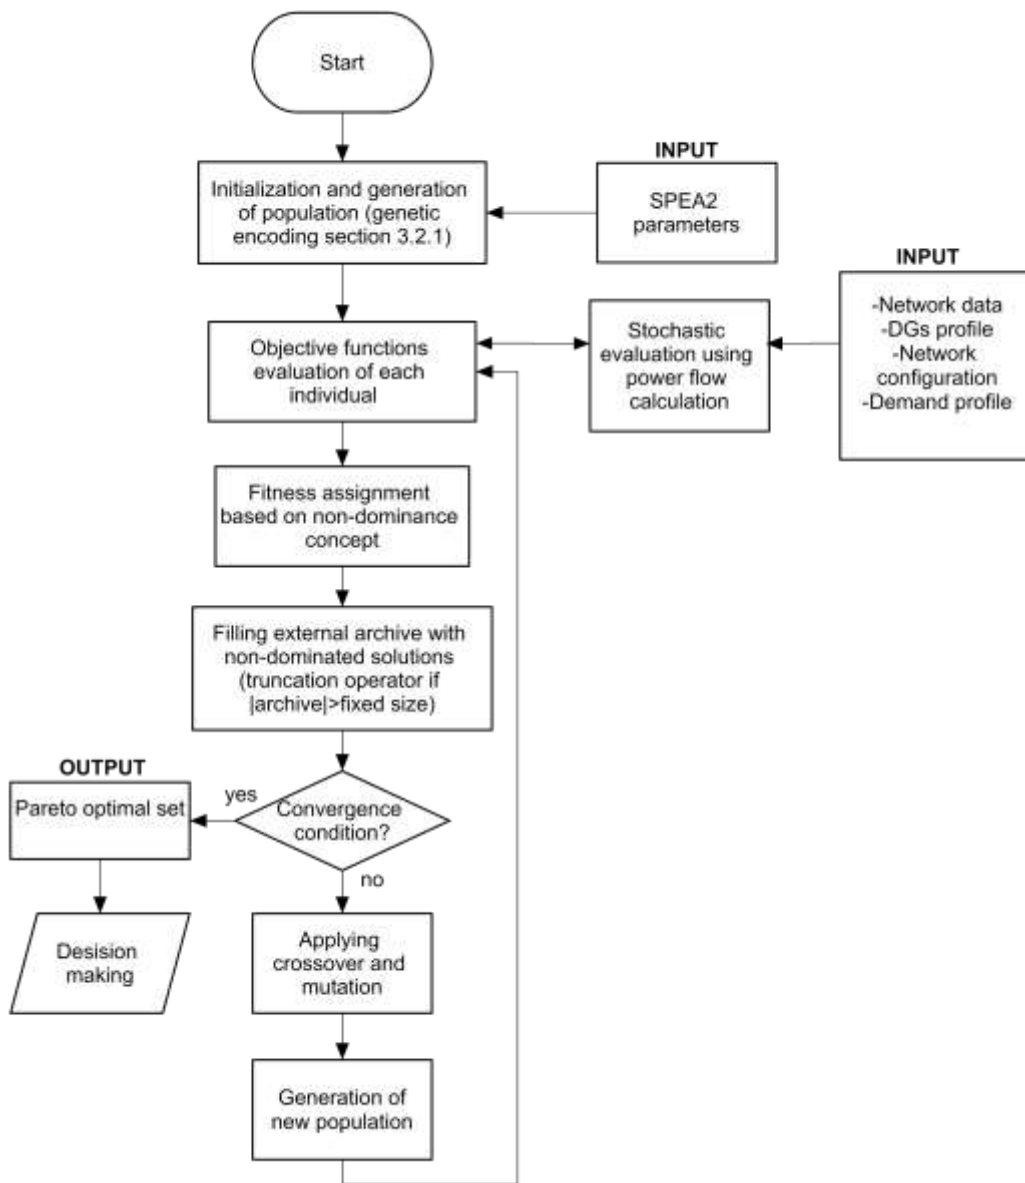 Start
Initialization and generation
of population (genetic
encoding section 3.2.1)
INPUT
SPEA2
parameters
INPUT
-Network data
-DGs profile
-Network
configuration
-Demand profile
Objective functions
evaluation of each
individual
Stochastic
evaluation using
power flow
calculation
Fitness assignment
based on non-dominance
concept
Filling external archive with
non-dominated solutions
(truncation operator if
|archive|>fixed size)
Convergence
condition?
yes
OUTPUT
Pareto optimal set
Desision
making
no
Applying
crossover and
mutation
Generation of
new population